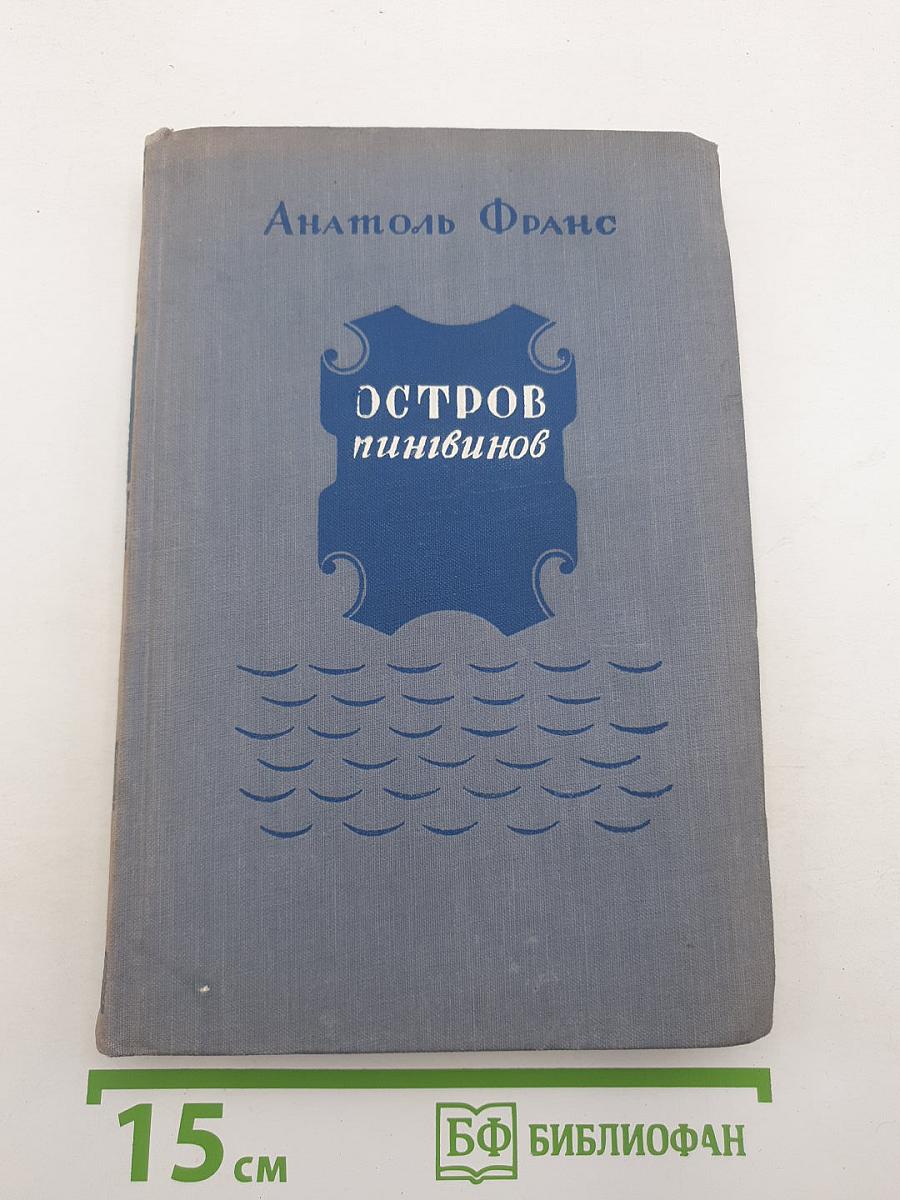 Анатоль Франс
ОСТРОВ
пингвинов
15 см
БФ БИБЛИОФАН